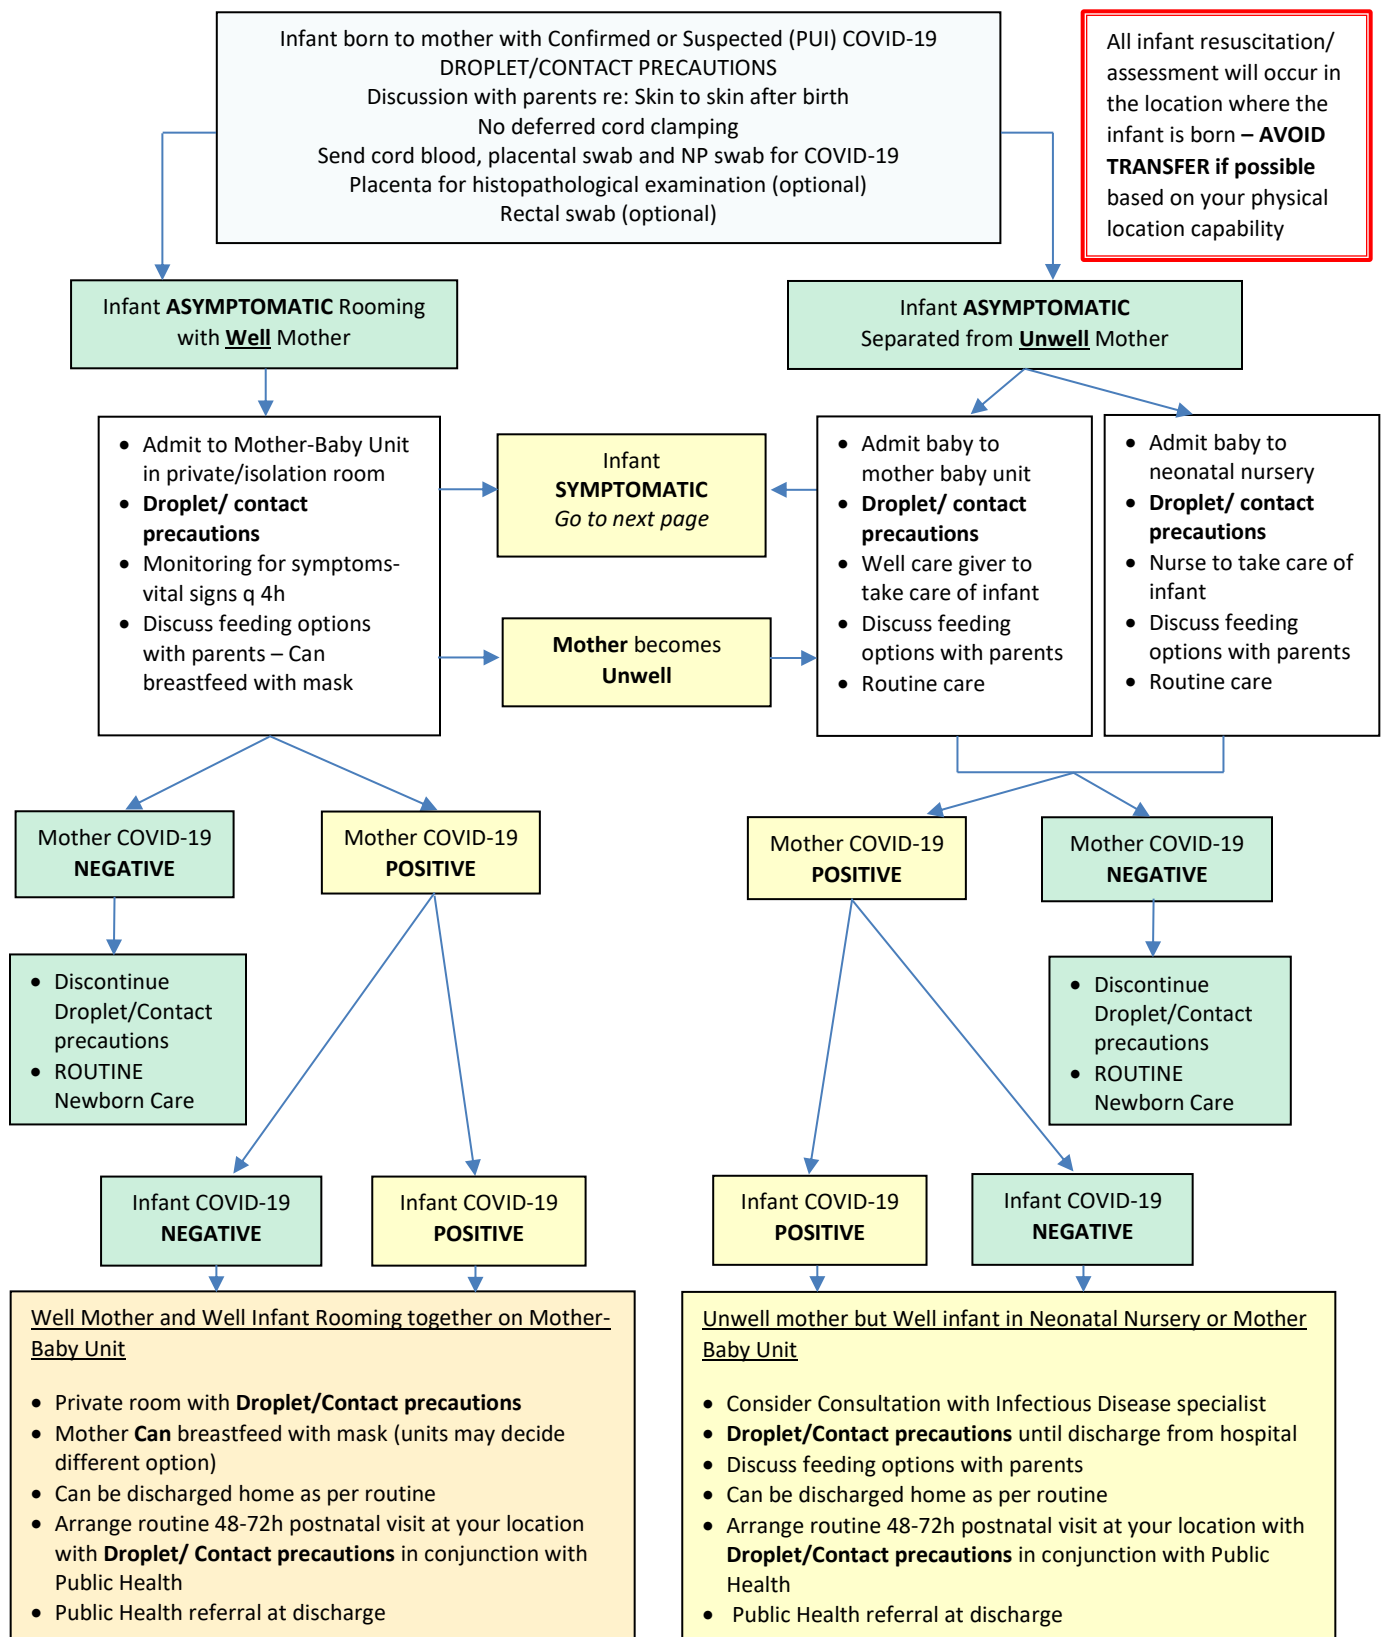 Infant born to mother with Confirmed or Suspected (PUI) COVID-19
DROPLET/CONTACT PRECAUTIONS
Discussion with parents re: Skin to skin after birth
No deferred cord clamping
Send cord blood, placental swab and NP swab for COVID-19
Placenta for histopathological examination (optional)
Rectal swab (optional)
All infant resuscitation/
assessment will occur in
the location where the
infant is born – AVOID
TRANSFER if possible
based on your physical
location capability
Infant ASYMPTOMATIC Rooming
with Well Mother
Infant ASYMPTOMATIC
Separated from Unwell Mother
• Admit to Mother-Baby Unit
in private/isolation room
• Droplet/ contact
precautions
• Monitoring for symptoms-
vital signs q 4h
• Discuss feeding options
with parents – Can
breastfeed with mask
Infant
SYMPTOMATIC
Go to next page
Mother becomes
Unwell
• Admit baby to
mother baby unit
• Droplet/ contact
precautions
• Well care giver to
take care of infant
• Discuss feeding
options with parents
• Routine care
• Admit baby to
neonatal nursery
• Droplet/ contact
precautions
• Nurse to take care of
infant
• Discuss feeding
options with parents
• Routine care
Mother COVID-19
NEGATIVE
Mother COVID-19
POSITIVE
Mother COVID-19
POSITIVE
Mother COVID-19
NEGATIVE
• Discontinue
Droplet/Contact
precautions
• ROUTINE
Newborn Care
• Discontinue
Droplet/Contact
precautions
• ROUTINE
Newborn Care
Infant COVID-19
NEGATIVE
Infant COVID-19
POSITIVE
Infant COVID-19
POSITIVE
Infant COVID-19
NEGATIVE
Well Mother and Well Infant Rooming together on Mother-
Baby Unit
• Private room with Droplet/Contact precautions
• Mother Can breastfeed with mask (units may decide
different option)
• Can be discharged home as per routine
• Arrange routine 48-72h postnatal visit at your location
with Droplet/ Contact precautions in conjunction with
Public Health
• Public Health referral at discharge
Unwell mother but Well infant in Neonatal Nursery or Mother
Baby Unit
• Consider Consultation with Infectious Disease specialist
• Droplet/Contact precautions until discharge from hospital
• Discuss feeding options with parents
• Can be discharged home as per routine
• Arrange routine 48-72h postnatal visit at your location with
Droplet/Contact precautions in conjunction with Public
Health
• Public Health referral at discharge